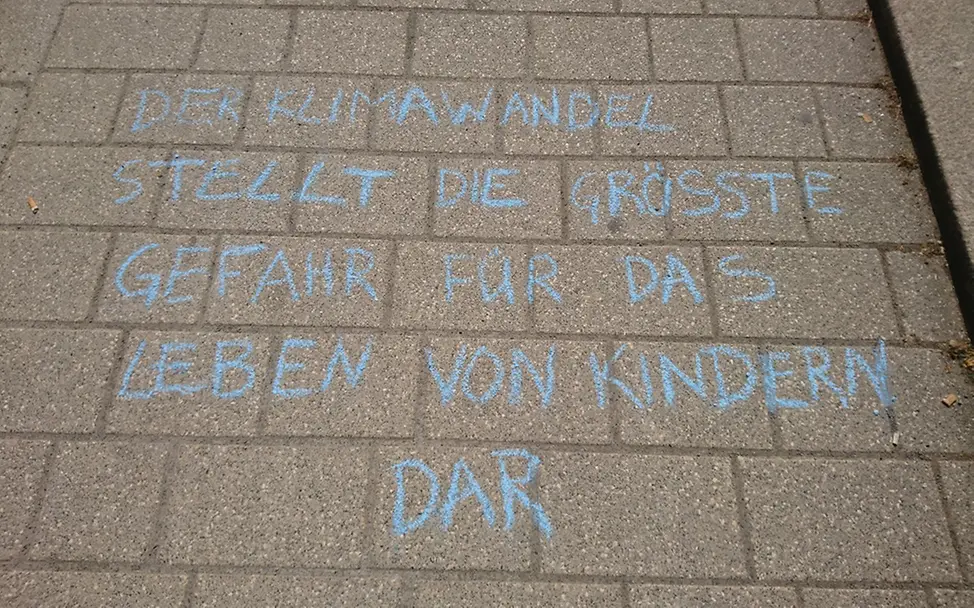 DER KLIMAWANDEL
STELLT DIE GRÖSSTE
GEFAHR FÜR DAS
LEBEN VON KINDERN
DAR